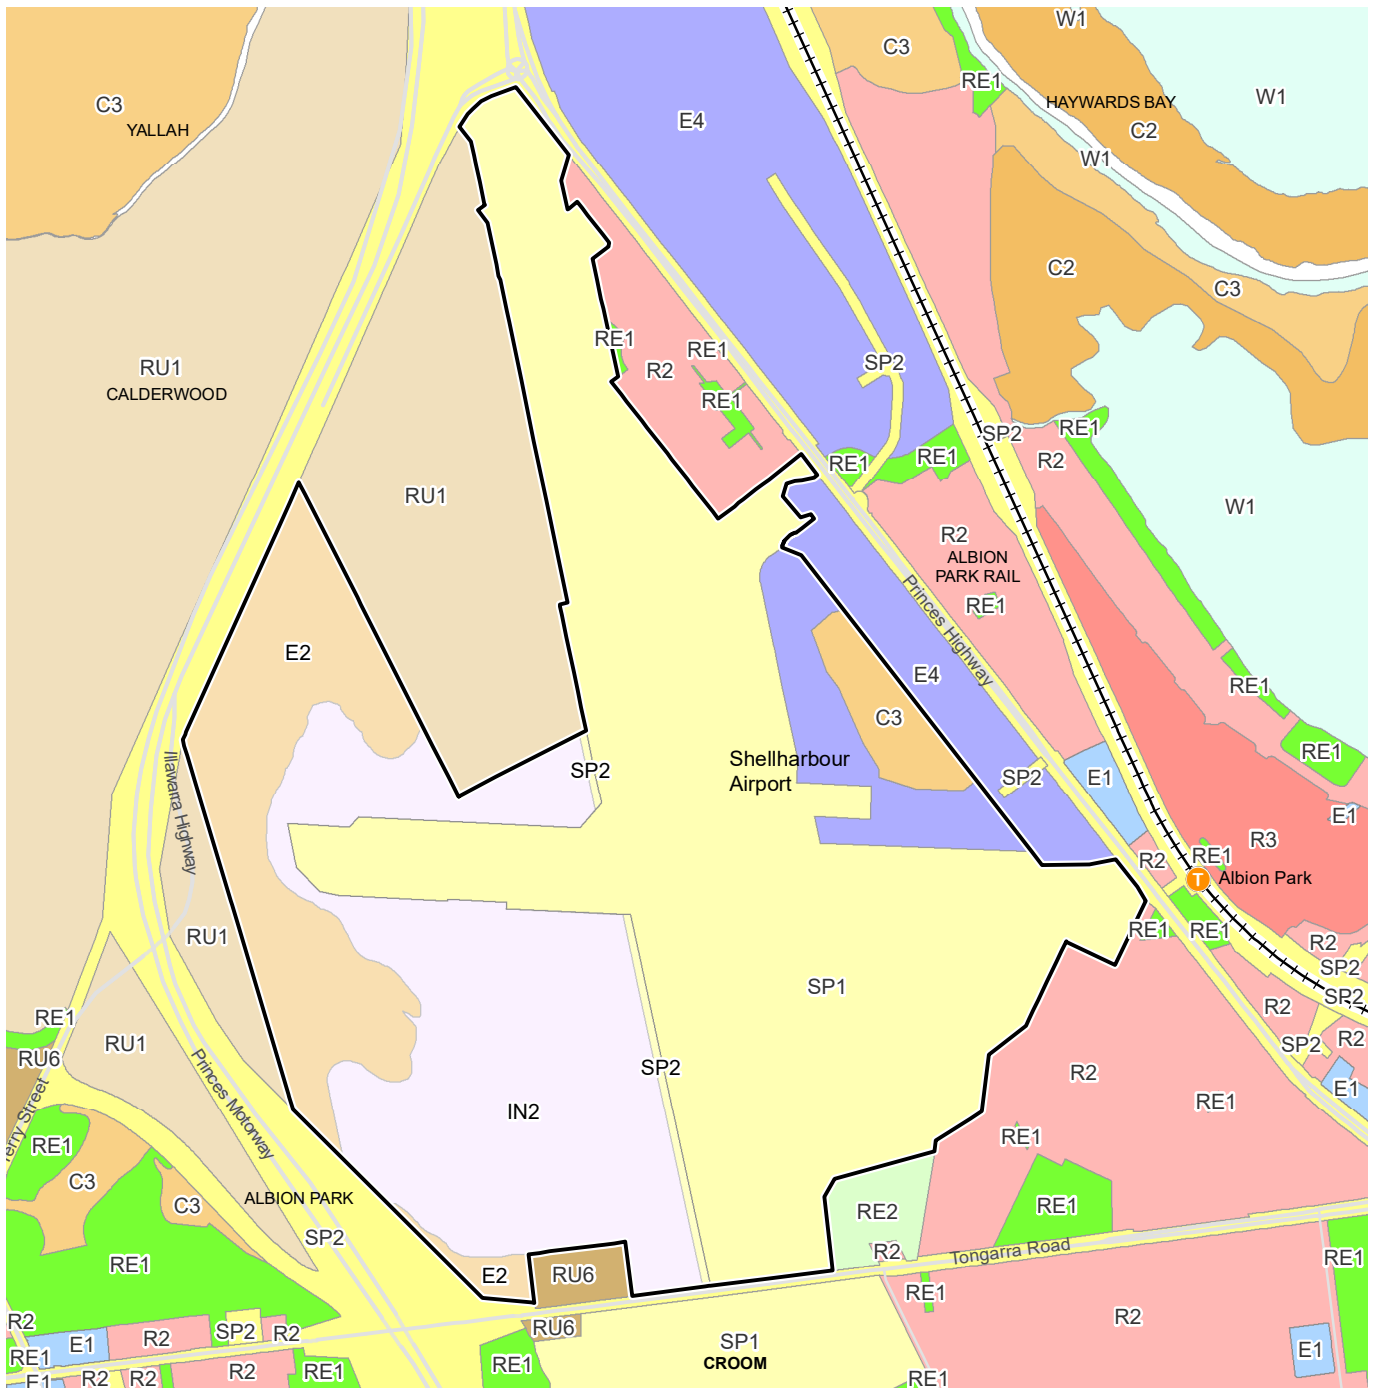 W1
C3
RE1
W1
C3
HAYWARDS BAY
E4
YALLAH
C2
W1
C2
C3
RE1
RE1
SP2
RU1
R2
CALDERWOOD
RE1
RE1
SP2
RE1
RE1
R2
RU1
W1
R2
ALBION
PARK RAIL
RE1
Princes Highway
E2
E4
RE1
C3
Illawarra Highway
Shellharbour
Airport
SP2
SP2
E1
RE1
E1
R3
R2
RE1
T
Albion Park
RE1
RE1
RU1
R2
SP2
SP1
SP2
R2
RE1
RU1
SP2
R2
RU6
SP2
R2
Princes Motorway
E1
IN2
RE1
RE1
RE1
C3
C3
ALBION PARK
RE1
RE2
SP2
R2
Tongarra Road
RE1
RE1
E2
RU6
RE1
R2
R2
SP2
R2
RU6
R2
E1
SP1
CROOM
E1
RE1
RE1
R2
RE1
E1
R2
R2
RE1